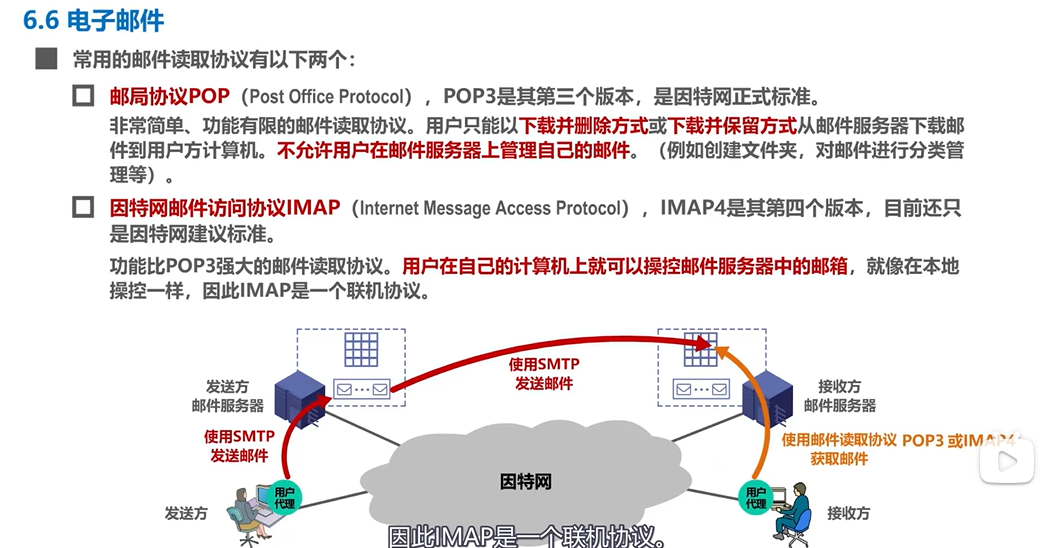 6.6 电子邮件
常用的邮件读取协议有以下两个：
邮局协议POP（Post Office Protocol），POP3是其第三个版本，是因特网正式标准。
非常简单、功能有限的邮件读取协议。用户只能以下载并删除方式或下载并保留方式从邮件服务器下载邮
件到用户方计算机。不允许用户在邮件服务器上管理自己的邮件。（例如创建文件夹，对邮件进行分类管
理等）。
因特网邮件访问协议IMAP（Internet Message Access Protocol），IMAP4是其第四个版本，目前还只
是因特网建议标准。
功能比POP3强大的邮件读取协议。用户在自己的计算机上就可以操控邮件服务器中的邮箱，就像在本地
操控一样，因此IMAP是一个联机协议。
使用SMTP
发送邮件
发送方
邮件服务器
接收方
邮件服务器
使用SMTP
发送邮件
使用邮件读取协议 POP3 或IMAP4
获取邮件
因特网
用户
代理
用户
代理
发送方
接收方
因此IMAP是一个联机协议。